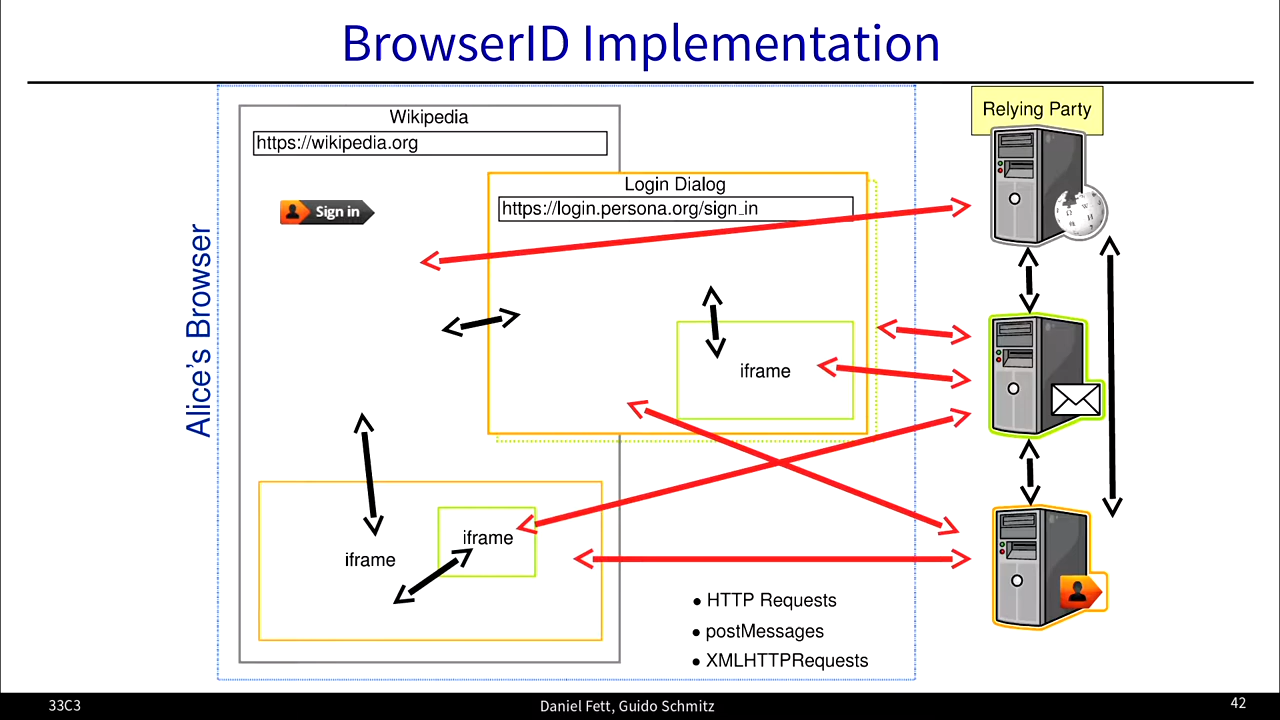 BrowserID Implementation
Wikipedia
https://wikipedia.org
Sign in
Login Dialog
https://login.persona.org/sign_in
Relying Party
Alice's Browser
iframe
iframe
iframe
• HTTP Requests
• postMessages
• XMLHTTPRequests
33C3
Daniel Fett, Guido Schmitz
42